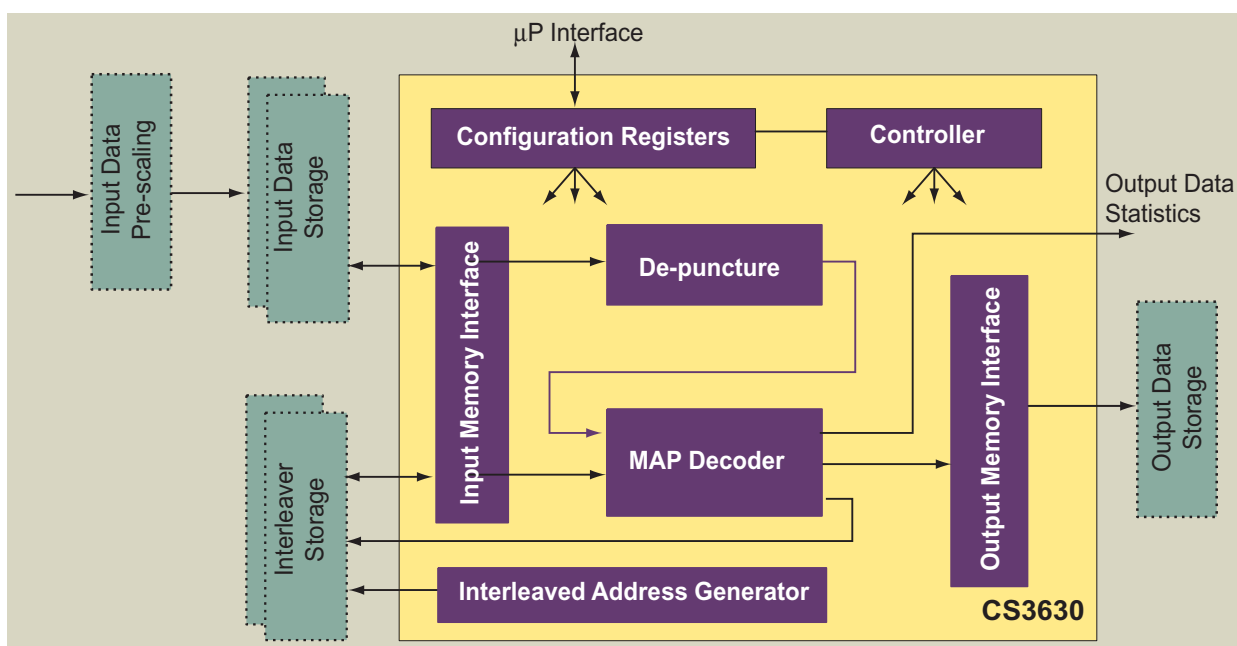 µP Interface
Input Data
Pre-scaling
Input Data
Storage
Configuration Registers
Controller
Output Data
Statistics
Input Memory Interface
De-puncture
Output Memory Interface
Output Data
Storage
MAP Decoder
Interleaver
Storage
Interleaved Address Generator
CS3630